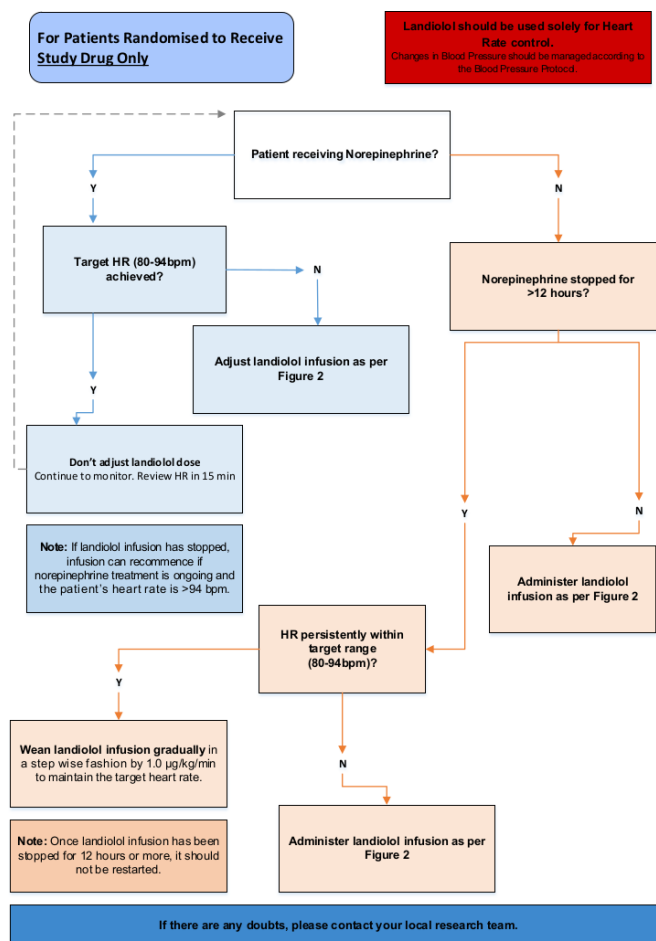 For Patients Randomised to Receive
Study Drug Only
Landiolol should be used solely for Heart
Rate control.
Changes in Blood Pressure should be managed according to
the Blood Pressure Protocol
Patient receiving Norepinephrine?
Y
N
Target HR (80-94bpm)
achieved?
N
Norepinephrine stopped for
>12 hours?
Adjust landiolol infusion as per
Figure 2
Y
Don't adjust landiolol dose
Continue to monitor. Review HR in 15 min
Y
N
Note: If landiolol infusion has stopped,
infusion can recommence if
norepinephrine treatment is ongoing and
the patient's heart rate is >94 bpm.
Administer landiolol
infusion as per Figure 2
HR persistently within
target range
(80-94bpm)?
Y
Wean landiolol infusion gradually in
a step wise fashion by 1.0 µg/kg/min
to maintain the target heart rate.
N
Note: Once landiolol infusion has been
stopped for 12 hours or more, it should
not be restarted.
Administer landiolol infusion as per
Figure 2
If there are any doubts, please contact your local research team.